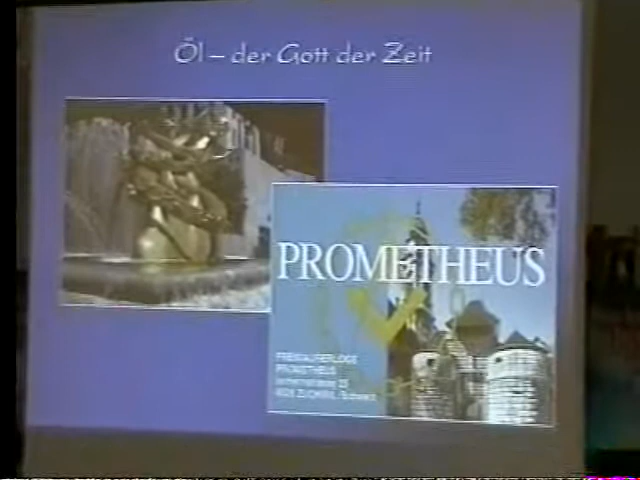 Öl – der Gott der Zeit
PROMETHEUS
FREIMAURERLOGE
PROMETHEUS